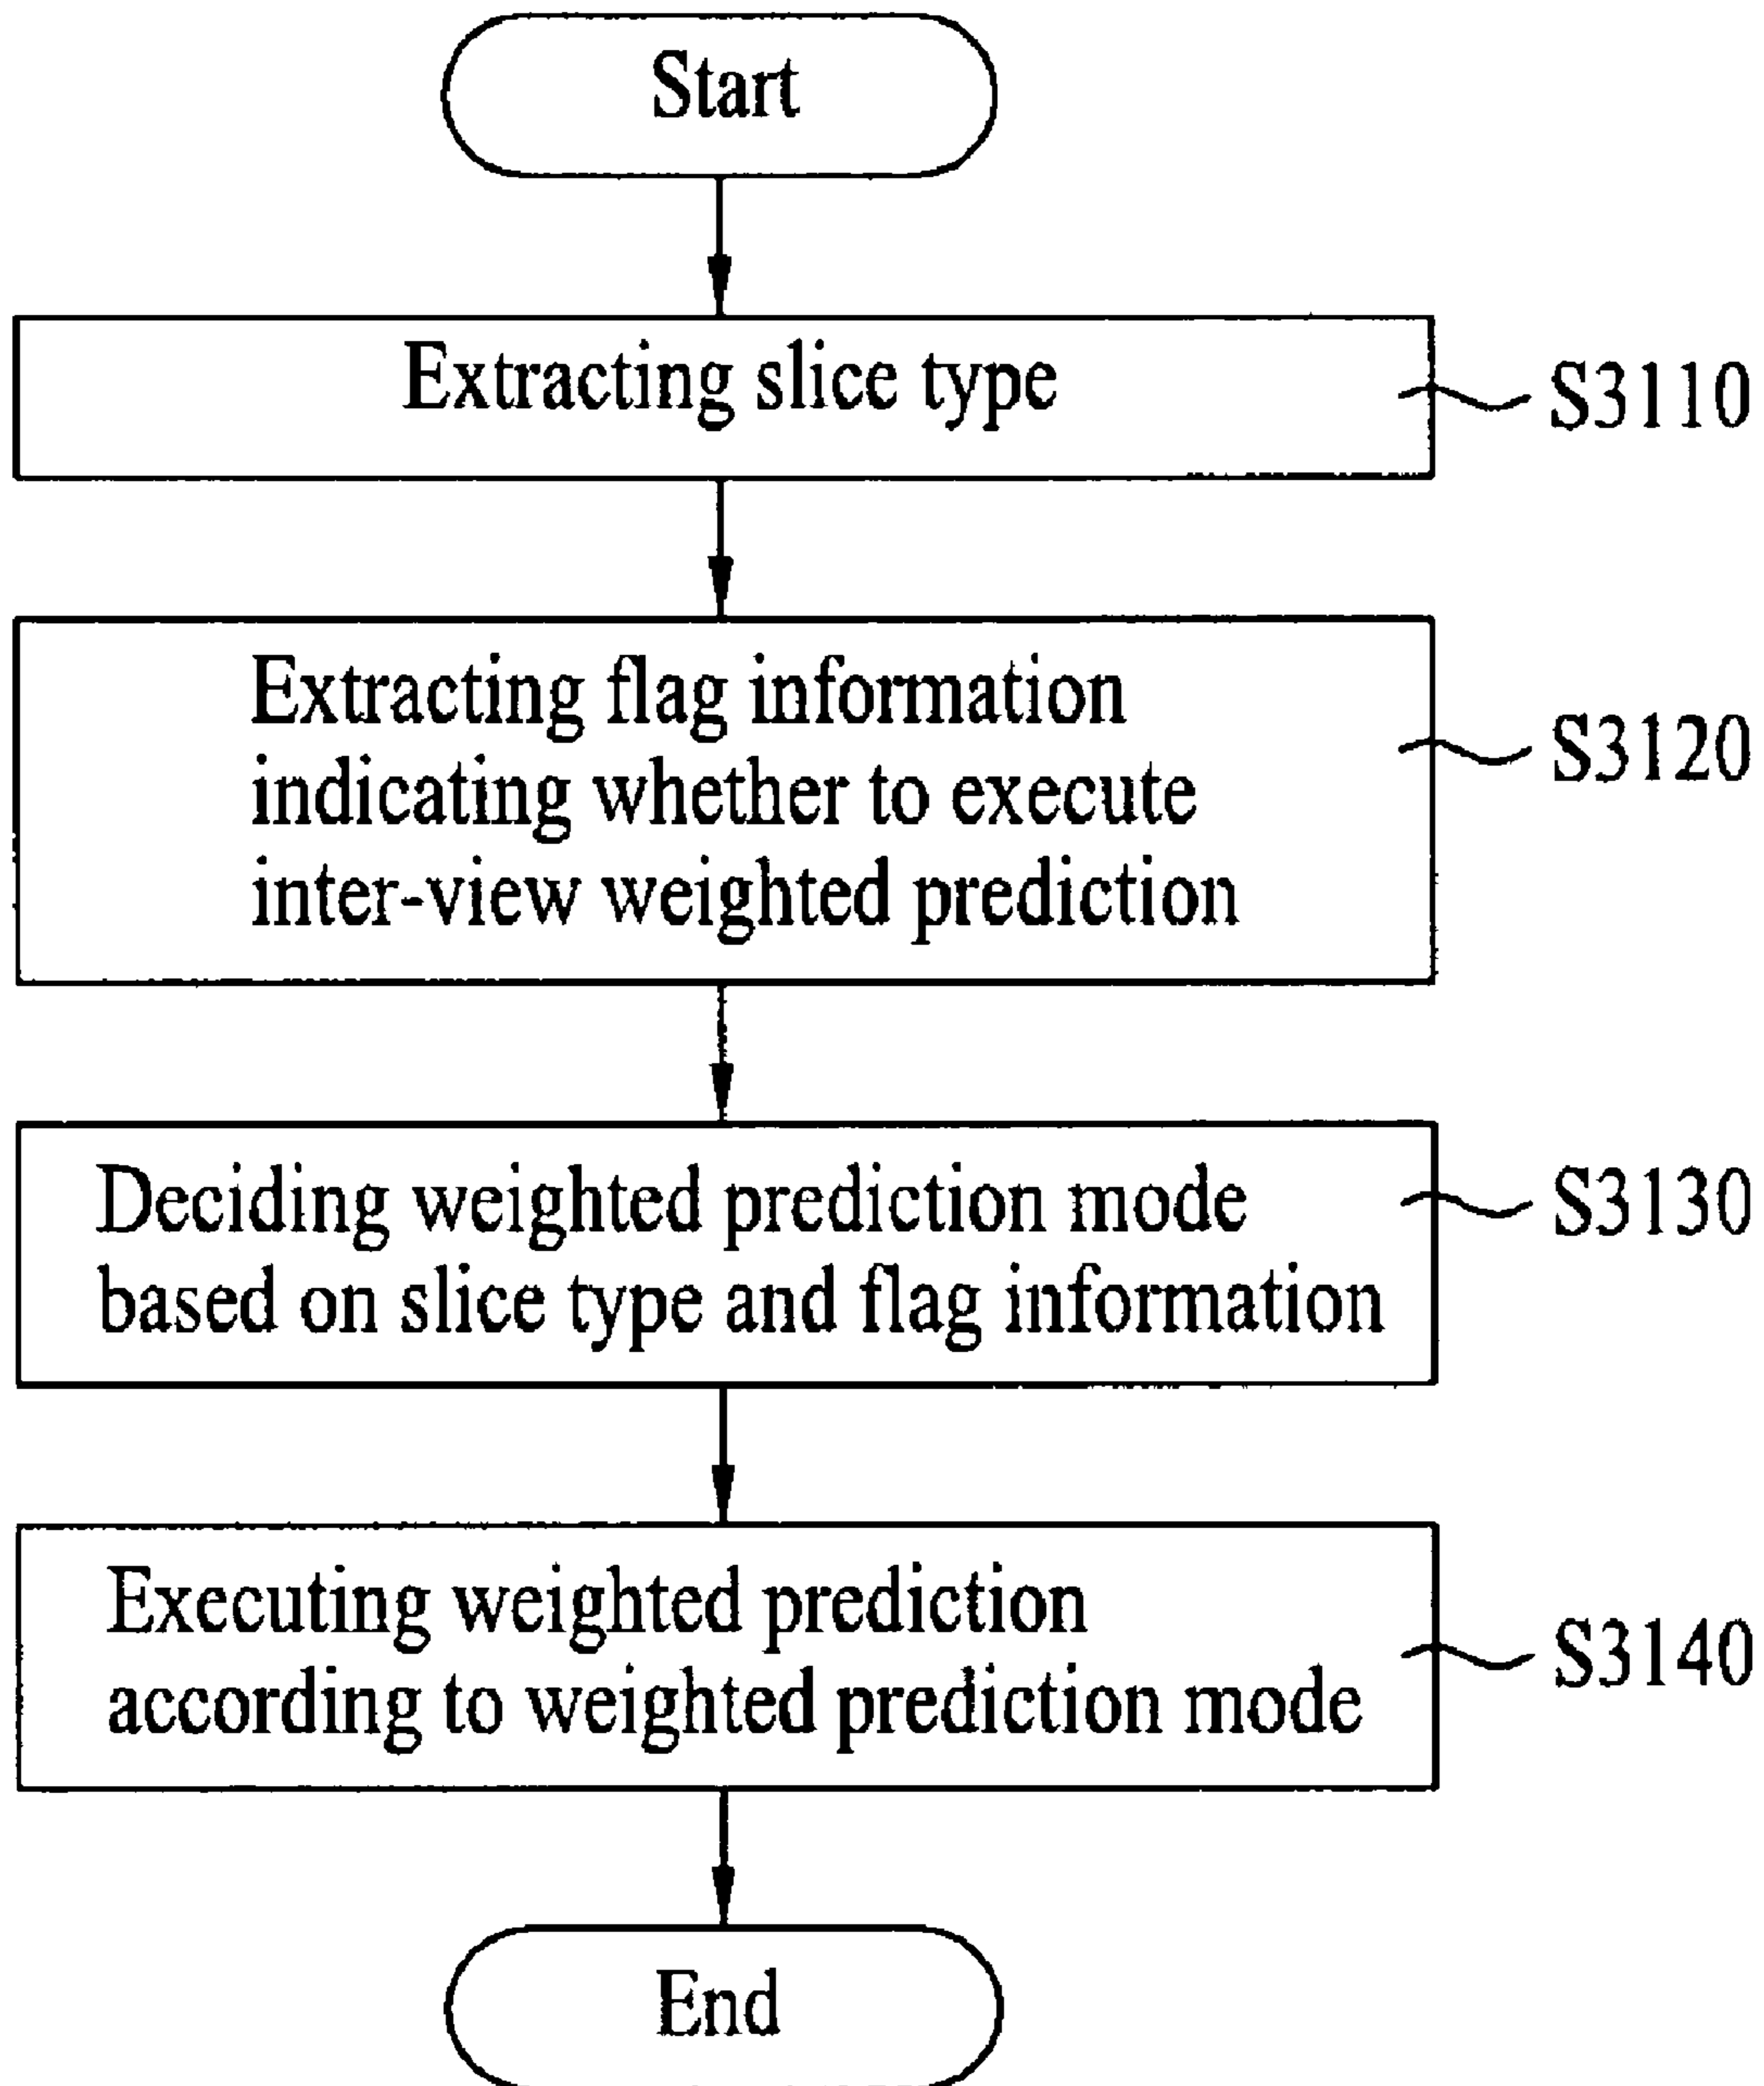 Start
Extracting slice type
S3110
Extracting flag information
indicating whether to execute
inter-view weighted prediction
S3120
Deciding weighted prediction mode
based on slice type and flag information
S3130
Executing weighted prediction
according to weighted prediction mode
S3140
End